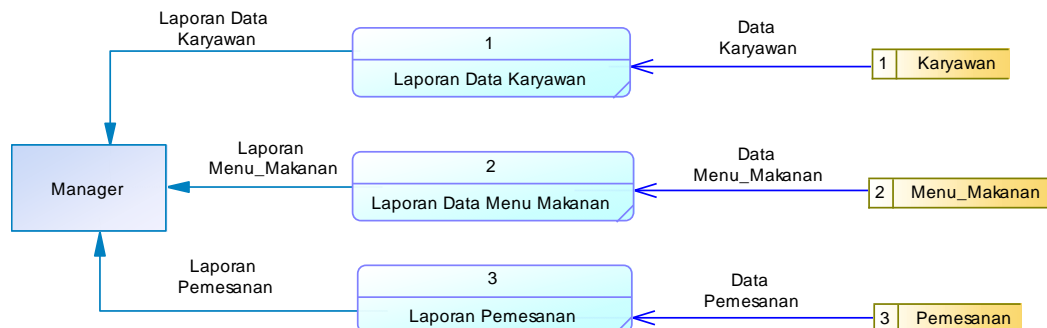 Laporan Data
Karyawan
1
Laporan Data Karyawan
Data
Karyawan
1 Karyawan
Manager
Laporan
Menu_Makanan
2
Laporan Data Menu Makanan
Data
Menu_Makanan
2 Menu_Makanan
Laporan
Pemesanan
3
Laporan Pemesanan
Data
Pemesanan
3 Pemesanan